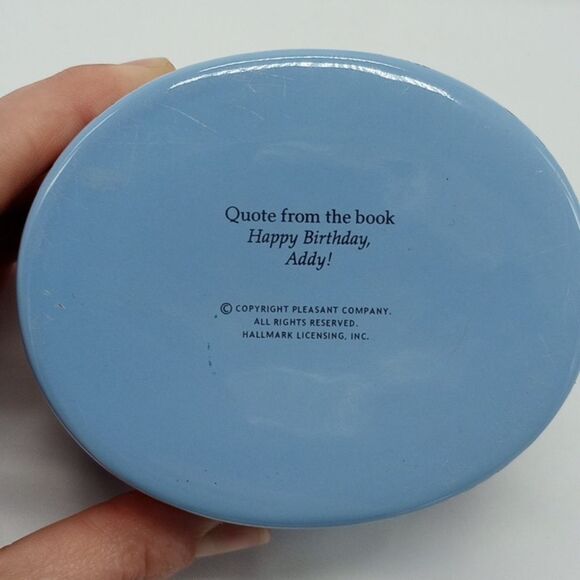 Quote from the book
Happy Birthday,
Addy!
© COPYRIGHT PLEASANT COMPANY.
ALL RIGHTS RESERVED.
HALLMARK LICENSING, INC.